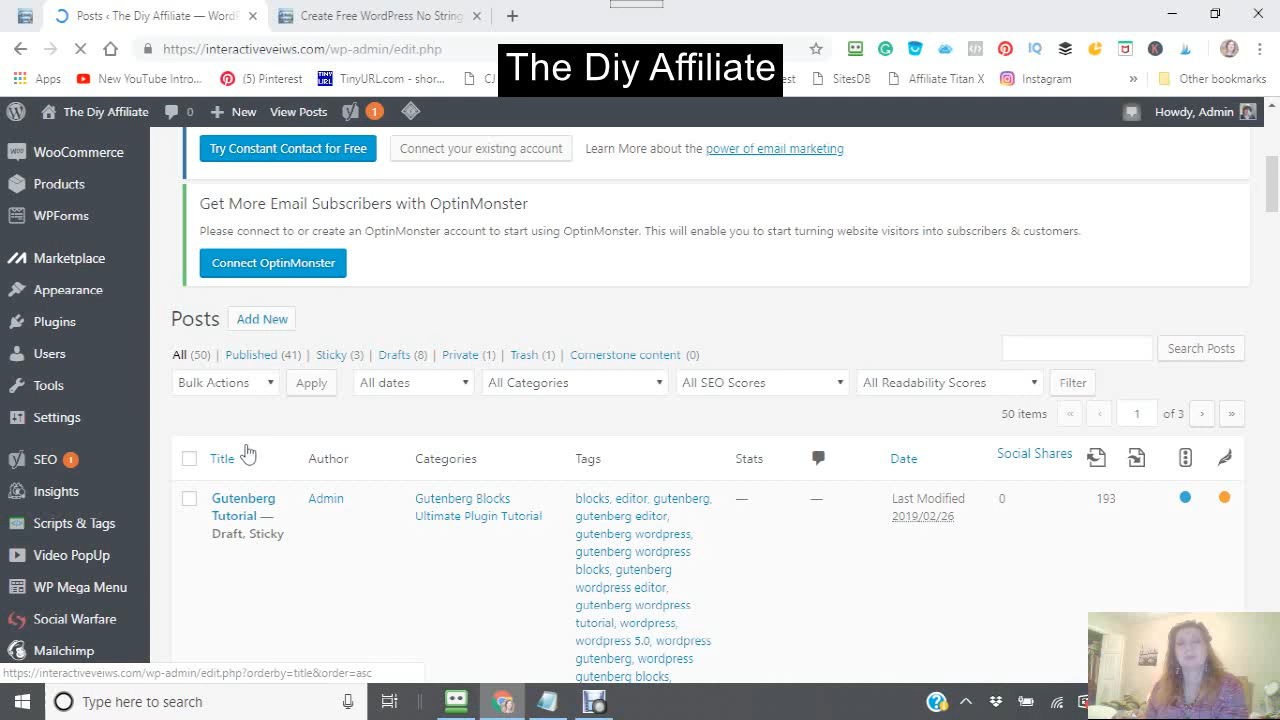 Posts ‹ The Diy Affiliate — WordP
Create Free WordPress No String
https://interactiveveiws.com/wp-admin/edit.php
The Diy Affiliate
Apps
New YouTube Intro...
(5) Pinterest
TinyURL.com - shor...
CJ
SitesDB
Affiliate Titan X
Instagram
»
Other bookmarks
The DIY Affiliate
0
New
View Posts
1
Howdy, Admin
WooCommerce
Products
WPForms
Marketplace
Appearance
Plugins
Users
Tools
Settings
SEO 1
Insights
Scripts & Tags
Video PopUp
WP Mega Menu
Social Warfare
Mailchimp
Try Constant Contact for Free
Connect your existing account
Learn More about the power of email marketing
Get More Email Subscribers with OptinMonster
Please connect to or create an OptinMonster account to start using OptinMonster. This will enable you to start turning website visitors into subscribers & customers.
Connect OptinMonster
Posts
Add New
All (50) | Published (41) | Sticky (3) | Drafts (8) | Private (1) | Trash (1) | Cornerstone content (0)
Search Posts
Bulk Actions
Apply
All dates
All Categories
All SEO Scores
All Readability Scores
Filter
50 items « ‹ 1 of 3 › »
Title
Author
Categories
Tags
Stats
Date
Social Shares
Gutenberg
Tutorial —
Draft, Sticky
Admin
Gutenberg Blocks
Ultimate Plugin Tutorial
blocks, editor, gutenberg,
gutenberg editor,
gutenberg wordpress,
gutenberg wordpress
blocks, gutenberg
wordpress editor,
gutenberg wordpress
tutorial, wordpress,
wordpress 5.0, wordpress
gutenberg, wordpress
gutenberg blocks,
—
—
Last Modified
2019/02/26
0
193
https://interactiveveiws.com/wp-admin/edit.php?orderby=title&order=asc
Type here to search